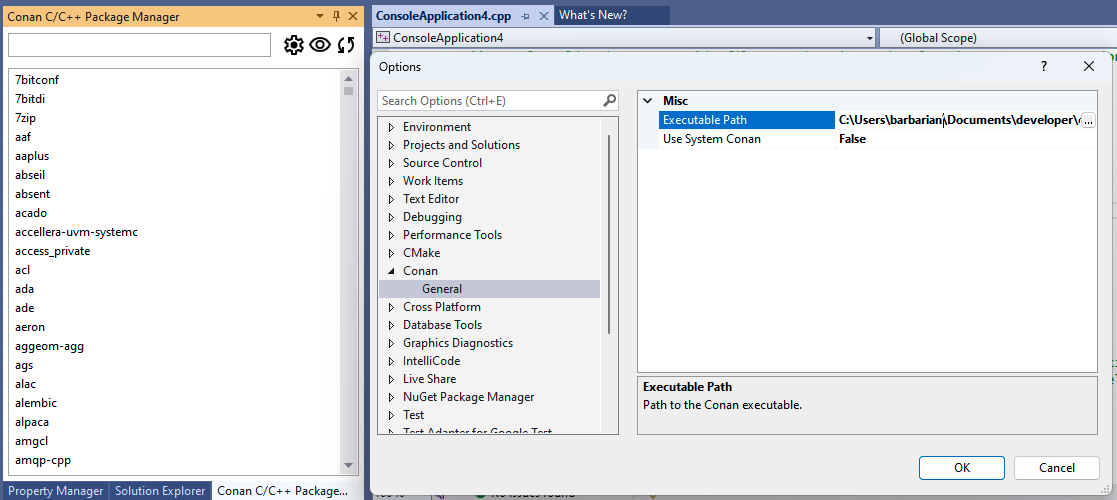 Conan C/C++ Package Manager
7bitconf
7bitdi
7zip
aaf
aaplus
abseil
absent
acado
accellera-uvm-systemc
access_private
acl
ada
ade
aeron
aggeom-agg
ags
alac
alembic
alpaca
amgcl
amqp-cpp
Property Manager Solution Explorer Conan C/C++ Package...
ConsoleApplication4.cpp What's New?
ConsoleApplication4 (Global Scope)
Options ?
Search Options (Ctrl+E)
Environment
Projects and Solutions
Source Control
Work Items
Text Editor
Debugging
Performance Tools
CMake
Conan
General
Cross Platform
Database Tools
Graphics Diagnostics
IntelliCode
Live Share
NuGet Package Manager
Test
Test Adapter for Google Test
Misc
Executable Path C:\Users\barbarian\Documents\developer\ ...
Use System Conan False
Executable Path
Path to the Conan executable.
OK Cancel
No issues found